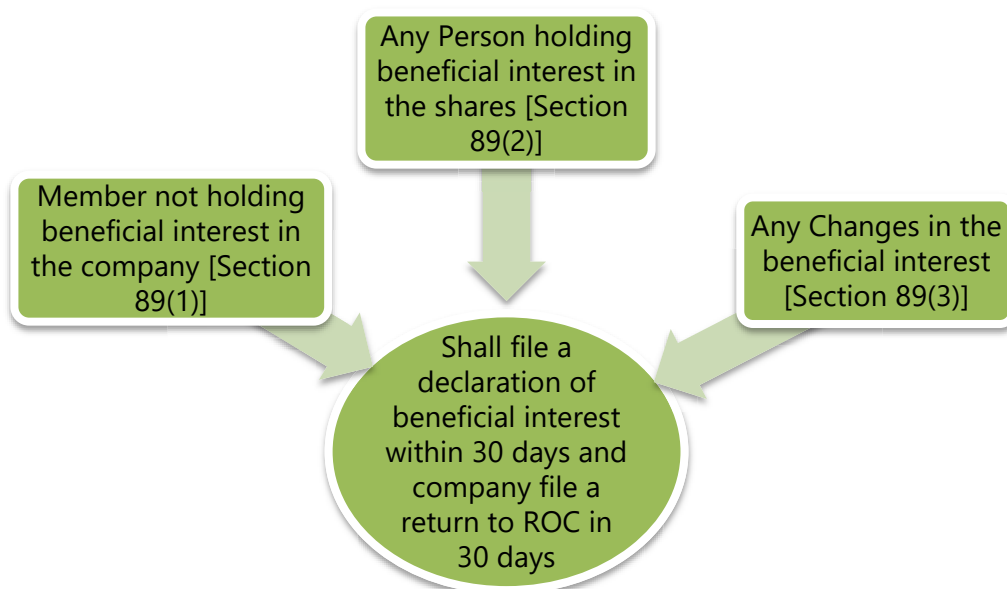 Any Person holding
beneficial interest in
the shares [Section
89(2)]
Member not holding
beneficial interest in
the company [Section
89(1)]
Any Changes in the
beneficial interest
[Section 89(3)]
Shall file a
declaration of
beneficial interest
within 30 days and
company file a
return to ROC in
30 days